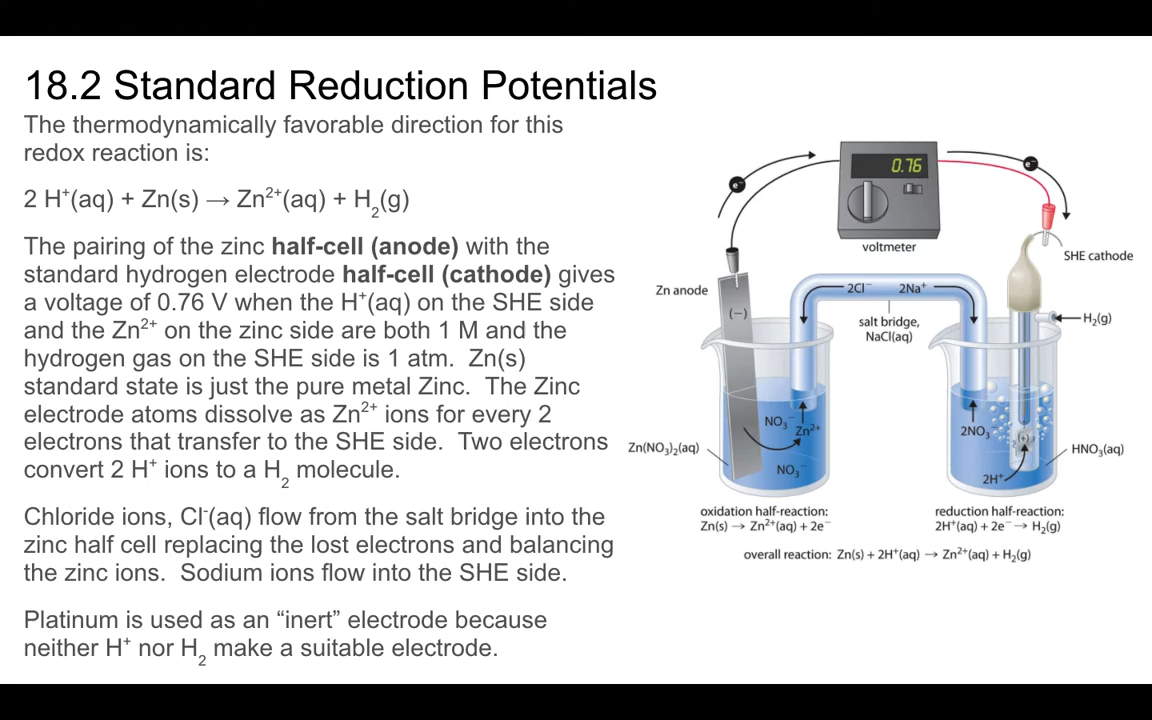 18.2 Standard Reduction Potentials
The thermodynamically favorable direction for this
redox reaction is:
2 H⁺(aq) + Zn(s) → Zn²⁺(aq) + H₂(g)
The pairing of the zinc half-cell (anode) with the
standard hydrogen electrode half-cell (cathode) gives
a voltage of 0.76 V when the H⁺(aq) on the SHE side
and the Zn²⁺ on the zinc side are both 1 M and the
hydrogen gas on the SHE side is 1 atm.  Zn(s)
standard state is just the pure metal Zinc.  The Zinc
electrode atoms dissolve as Zn²⁺ ions for every 2
electrons that transfer to the SHE side.  Two electrons
convert 2 H⁺ ions to a H₂ molecule.
Chloride ions, Cl⁻(aq) flow from the salt bridge into the
zinc half cell replacing the lost electrons and balancing
the zinc ions.  Sodium ions flow into the SHE side.
Platinum is used as an “inert” electrode because
neither H⁺ nor H₂ make a suitable electrode.
0.76
e⁻
e⁻
voltmeter
SHE cathode
Zn anode
(−)
2Cl⁻
2Na⁺
salt bridge,
NaCl(aq)
H₂(g)
NO₃⁻
Zn²⁺
NO₃⁻
Zn(NO₃)₂(aq)
2NO₃⁻
(+)
2H⁺
HNO₃(aq)
oxidation half-reaction:
Zn(s) → Zn²⁺(aq) + 2e⁻
reduction half-reaction:
2H⁺(aq) + 2e⁻ → H₂(g)
overall reaction: Zn(s) + 2H⁺(aq) → Zn²⁺(aq) + H₂(g)